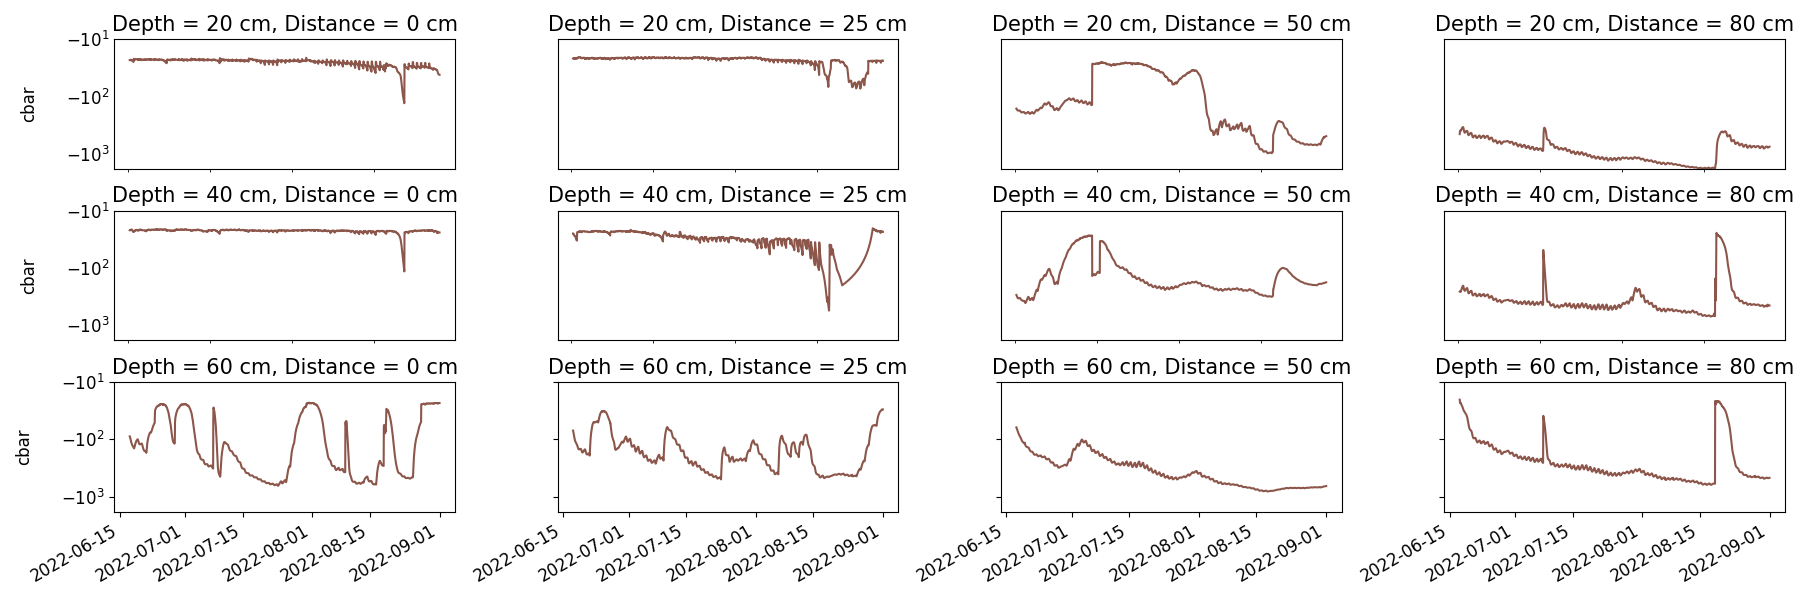 Depth = 20 cm, Distance = 0 cm
Depth = 20 cm, Distance = 25 cm
Depth = 20 cm, Distance = 50 cm
Depth = 20 cm, Distance = 80 cm
−10¹
−10²
−10³
cbar
Depth = 40 cm, Distance = 0 cm
Depth = 40 cm, Distance = 25 cm
Depth = 40 cm, Distance = 50 cm
Depth = 40 cm, Distance = 80 cm
−10¹
−10²
−10³
cbar
Depth = 60 cm, Distance = 0 cm
Depth = 60 cm, Distance = 25 cm
Depth = 60 cm, Distance = 50 cm
Depth = 60 cm, Distance = 80 cm
−10¹
−10²
−10³
cbar
2022-06-15
2022-07-01
2022-07-15
2022-08-01
2022-08-15
2022-09-01
2022-06-15
2022-07-01
2022-07-15
2022-08-01
2022-08-15
2022-09-01
2022-06-15
2022-07-01
2022-07-15
2022-08-01
2022-08-15
2022-09-01
2022-06-15
2022-07-01
2022-07-15
2022-08-01
2022-08-15
2022-09-01